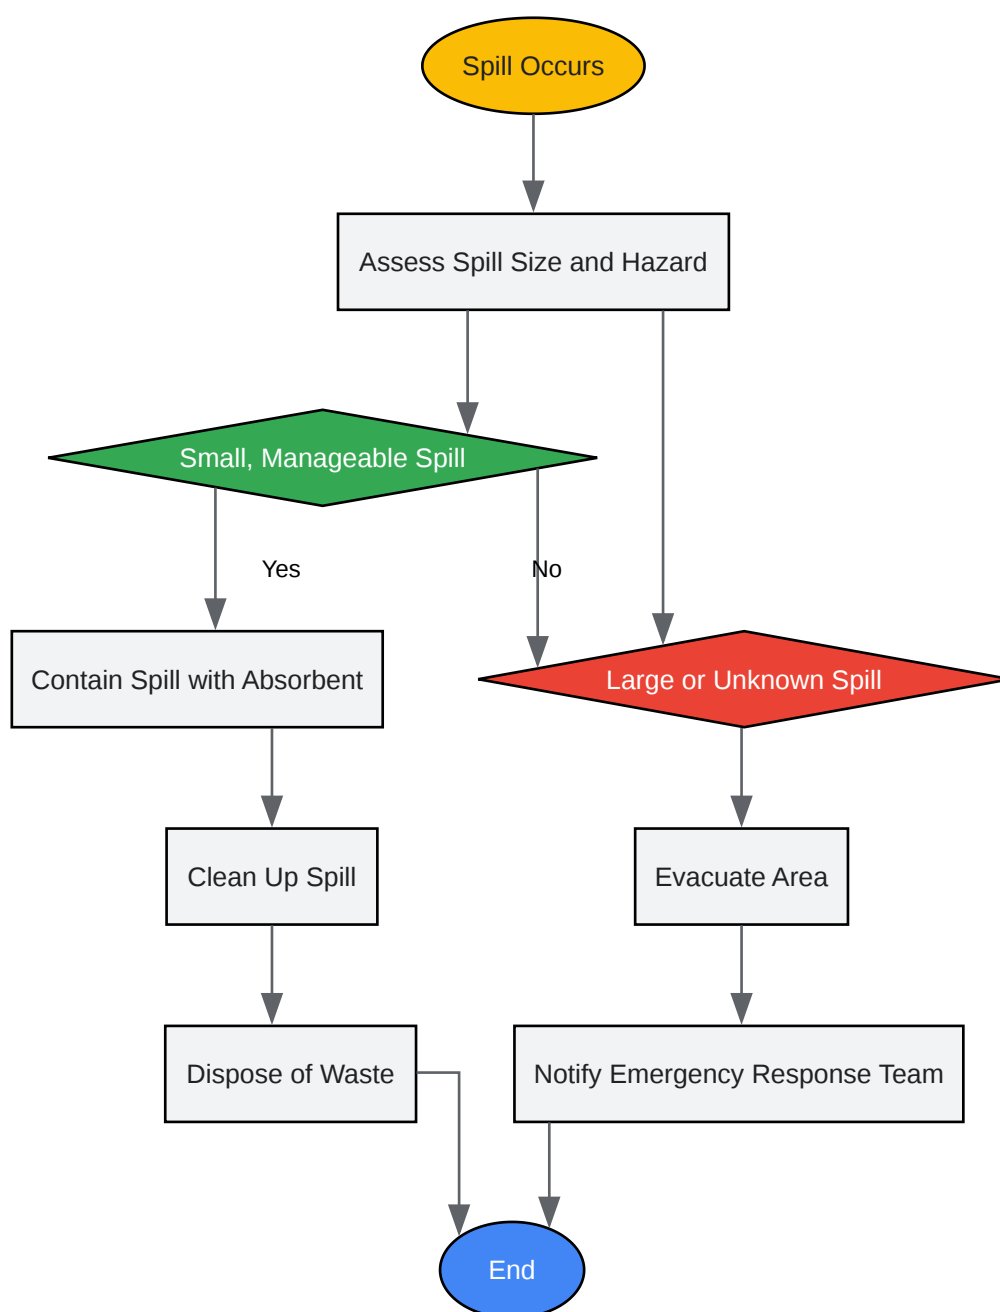 Spill Occurs
Assess Spill Size and Hazard
Small, Manageable Spill
Yes
No
Contain Spill with Absorbent
Large or Unknown Spill
Clean Up Spill
Evacuate Area
Dispose of Waste
Notify Emergency Response Team
End